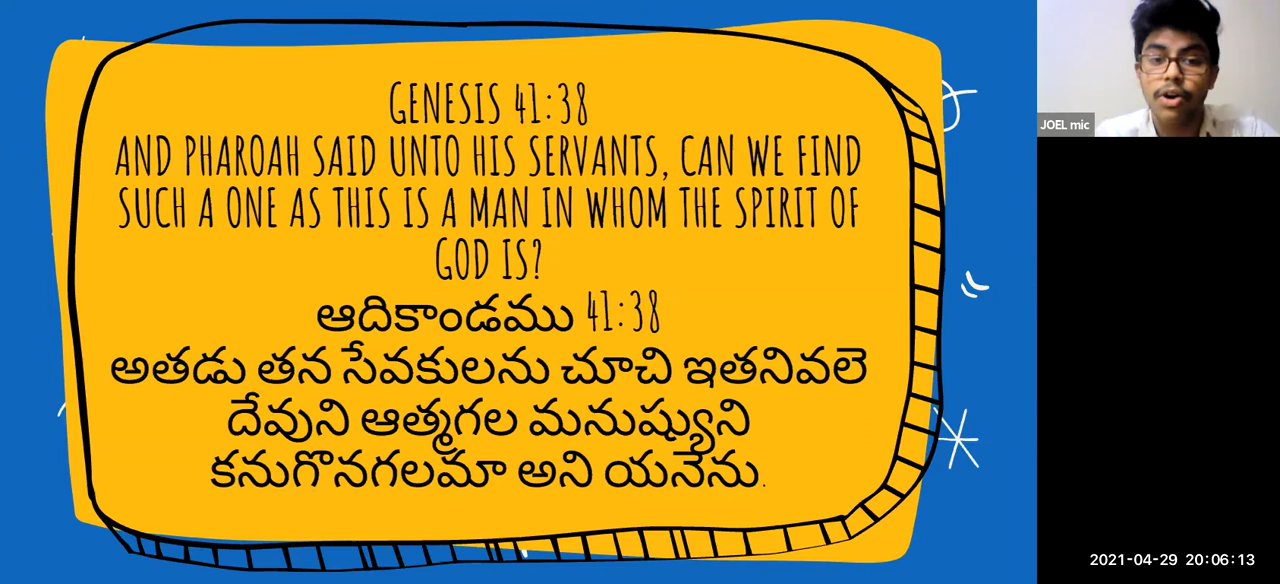 GENESIS 41:38
AND PHAROAH SAID UNTO HIS SERVANTS, CAN WE FIND
SUCH A ONE AS THIS IS A MAN IN WHOM THE SPIRIT OF
GOD IS?
ఆదికాండము 41:38
అతడు తన సేవకులను చూచి ఇతనివలె
దేవుని ఆత్మగల మనుష్యుని
కనుగొనగలమా అని యనేను.
JOEL mic
2021-04-29 20:06:13